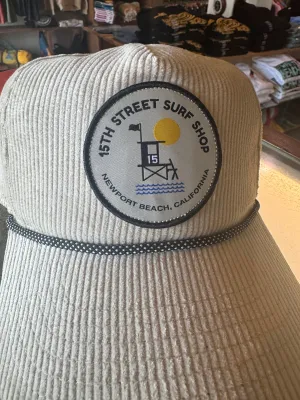 15TH STREET SURF SHOP
15
NEWPORT BEACH, CALIFORNIA